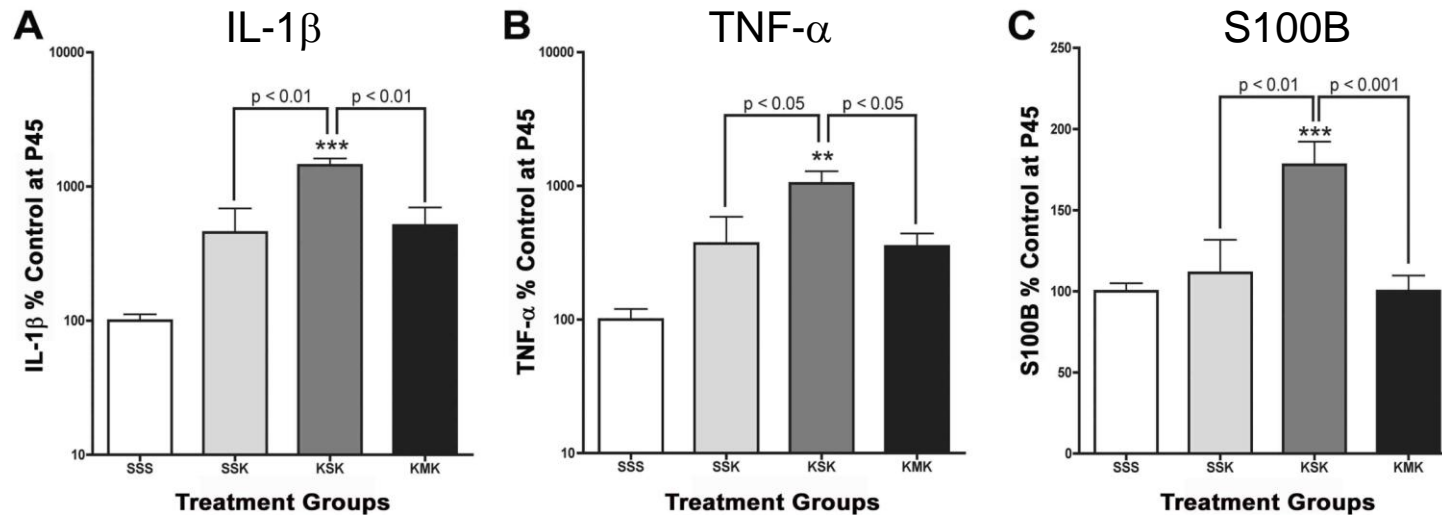 A IL-1β
IL-1β % Control at P45
10000
1000
100
10
p < 0.01 p < 0.01
***
SSS SSK KSK KMK
Treatment Groups
B TNF-α
TNF-α % Control at P45
10000
1000
100
10
p < 0.05 p < 0.05
**
SSS SSK KSK KMK
Treatment Groups
C S100B
S100B % Control at P45
250
200
150
100
50
0
p < 0.01 p < 0.001
***
SSS SSK KSK KMK
Treatment Groups